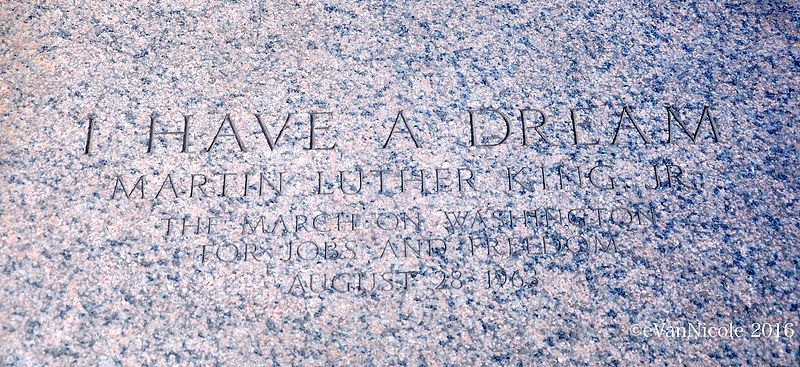 I HAVE A DREAM
MARTIN LUTHER KING, JR.
THE MARCH ON WASHINGTON
FOR JOBS AND FREEDOM
AUGUST 28, 1963
©eVanNicole 2016